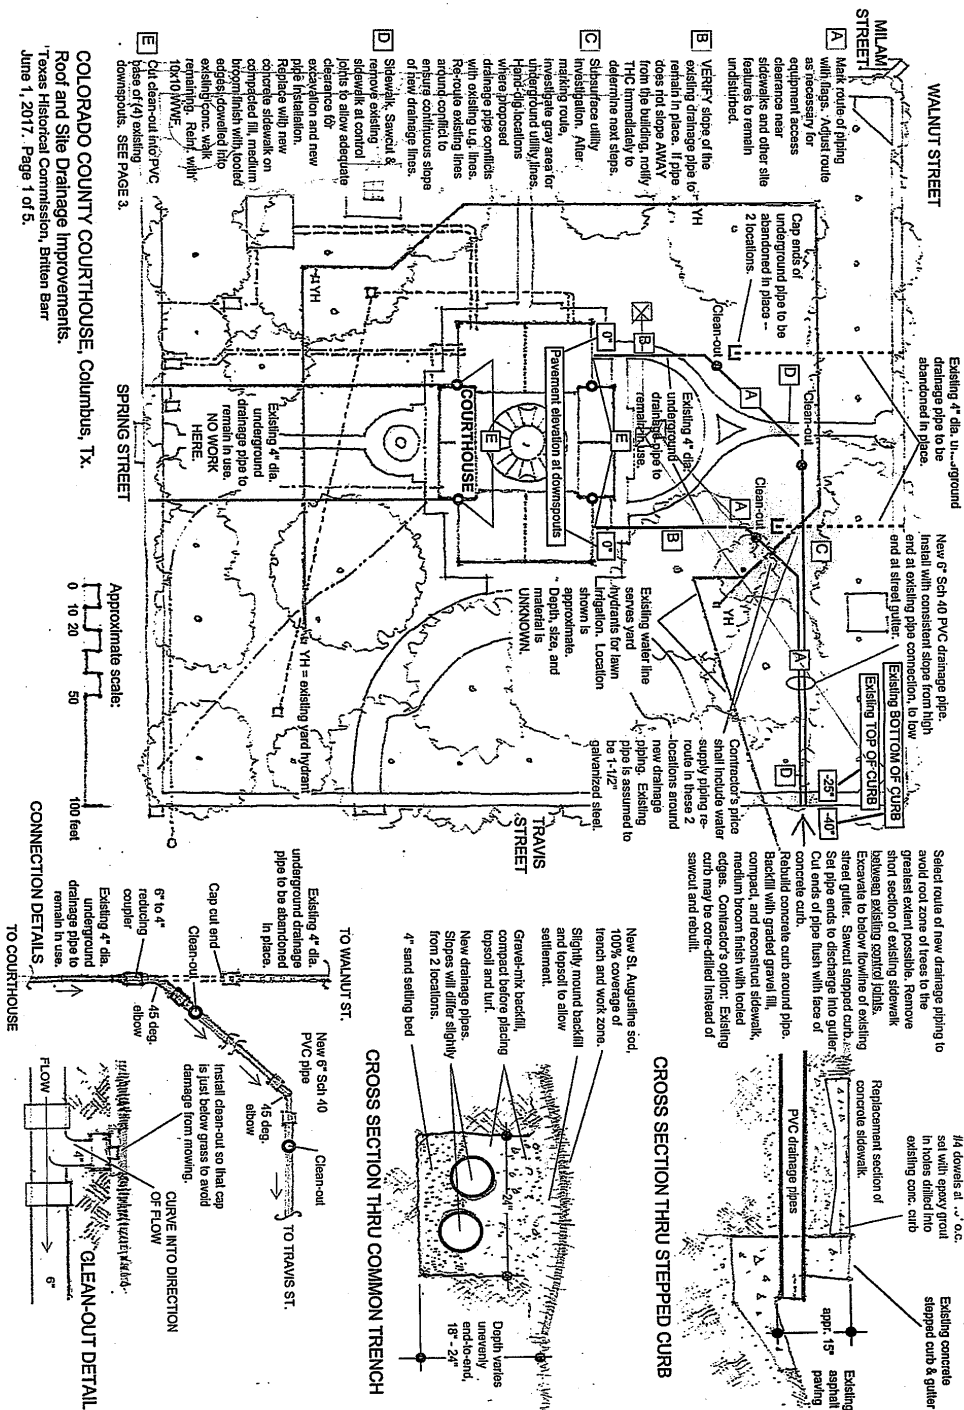 MILAM
STREET
WALNUT STREET
A
Mark route of piping
with flags. Adjust route
as necessary for
equipment access
clearance near
sidewalks and other site
features to remain
undisturbed.
B
VERIFY slope of the
existing drainage pipe to
remain in place. If pipe
does not slope AWAY
from the building, notify
THC immediately to
determine next steps.
C
Subsurface utility
Investigation. After
marking route,
investigate gray area for
underground utility lines.
Hand-dig locations
where proposed
drainage pipe conflicts
with existing u.g. lines.
Re-route existing lines
around conflict to
ensure continuous slope
of new drainage lines.
D
Sidewalk. Sawcut &
remove existing
sidewalk at control
joints to allow adequate
clearance for
excavation and new
pipe installation.
Replace with new
concrete sidewalk on
compacted fill, medium
broom finish with tooled
edges, dowelled into
existing conc. walk
remaining. Reinf. with
10x10 WWF.
E
Cut clean-out into PVC
base of (4) existing
downspouts. SEE PAGE 3.
COLORADO COUNTY COURTHOUSE, Columbus, Tx.
Roof and Site Drainage Improvements.
Texas Historical Commission, Britten Barr
June 1, 2017. Page 1 of 5.
Cap ends of
underground pipe to be
abandoned in place --
2 locations.
YH
Clean-out
Existing 4" dia. underground
drainage pipe to be
abandoned in place.
New 6" Sch 40 PVC drainage pipe.
Install with consistent slope from high
end at existing pipe connection, to low
end at street gutter.
Existing BOTTOM OF CURB
Existing TOP OF CURB
-25"
-40"
A
D
Clean-out
Clean-out
C
A
A
D
B
B
0"
0"
Existing 4" dia.
underground
drainage pipe to
remain in use.
Pavement elevation at downspouts
E
E
COURTHOUSE
YH
YH
Existing water line
serves yard
hydrants for lawn
irrigation. Location
shown is
approximate.
Depth, size, and
material is
UNKNOWN.
Contractor's price
shall include water
supply piping re-
route in these 2
locations around
new drainage
piping. Existing
pipe is assumed to
be 1-1/2"
galvanized steel.
Existing 4" dia.
underground
drainage pipe to
remain in use.
NO WORK
HERE.
YH = existing yard hydrant
SPRING STREET
TRAVIS
STREET
Approximate scale:
0 10 20 50 100 feet
Select route of new drainage piping to
avoid root zone of trees to the
greatest extent possible. Remove
short section of existing sidewalk
between existing control joints.
Excavate to below flowline of existing
street gutter. Sawcut stepped curb.
Set pipe ends to discharge into gutter.
Cut ends of pipe flush with face of
concrete curb.
Rebuild concrete curb around pipe.
Backfill with graded gravel fill,
compact, and reconstruct sidewalk,
medium broom finish with tooled
edges. Contractor's option: Existing
curb may be core-drilled instead of
sawcut and rebuilt.
#4 dowels at o.c.
set with epoxy grout
in holes drilled into
existing conc. curb
Replacement section of
concrete sidewalk.
Existing concrete
stepped curb & gutter
PVC drainage pipes
appr. 15"
Existing
asphalt
paving
CROSS SECTION THRU STEPPED CURB
New St. Augustine sod,
100% coverage of
trench and work zone.
Slightly mound backfill
and topsoil to allow
settlement.
Gravel-mix backfill,
compact before placing
topsoil and turf.
New drainage pipes.
Slopes will differ slightly
from 2 locations.
4" sand setting bed
24"
Depth varies
unevenly
end-to-end,
18" - 24"
CROSS SECTION THRU COMMON TRENCH
TO WALNUT ST.
Existing 4" dia.
underground drainage
pipe to be abandoned
in place.
Cap cut end
Clean-out
6" to 4"
reducing
coupler
Existing 4" dia.
underground
drainage pipe to
remain in use.
45 deg.
elbow
New 6" Sch 40
PVC pipe
45 deg.
elbow
Clean-out
TO TRAVIS ST.
CONNECTION DETAILS
TO COURTHOUSE
Install clean-out so that cap
is just below grass to avoid
damage from mowing.
CURVE INTO DIRECTION
OF FLOW
FLOW
4"
6"
CLEAN-OUT DETAIL